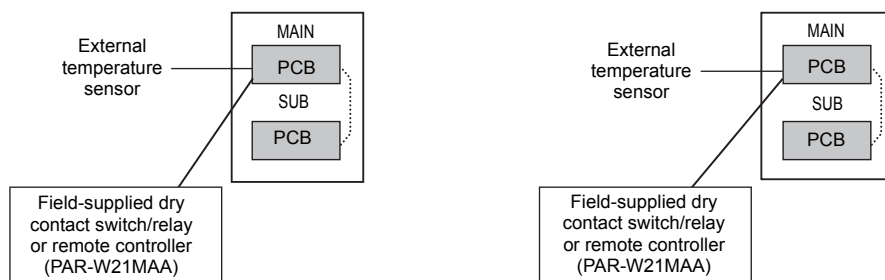 MAIN
External
temperature
sensor
PCB
SUB
PCB
Field-supplied dry
contact switch/relay
or remote controller
(PAR-W21MAA)
MAIN
External
temperature
sensor
PCB
SUB
PCB
Field-supplied dry
contact switch/relay
or remote controller
(PAR-W21MAA)